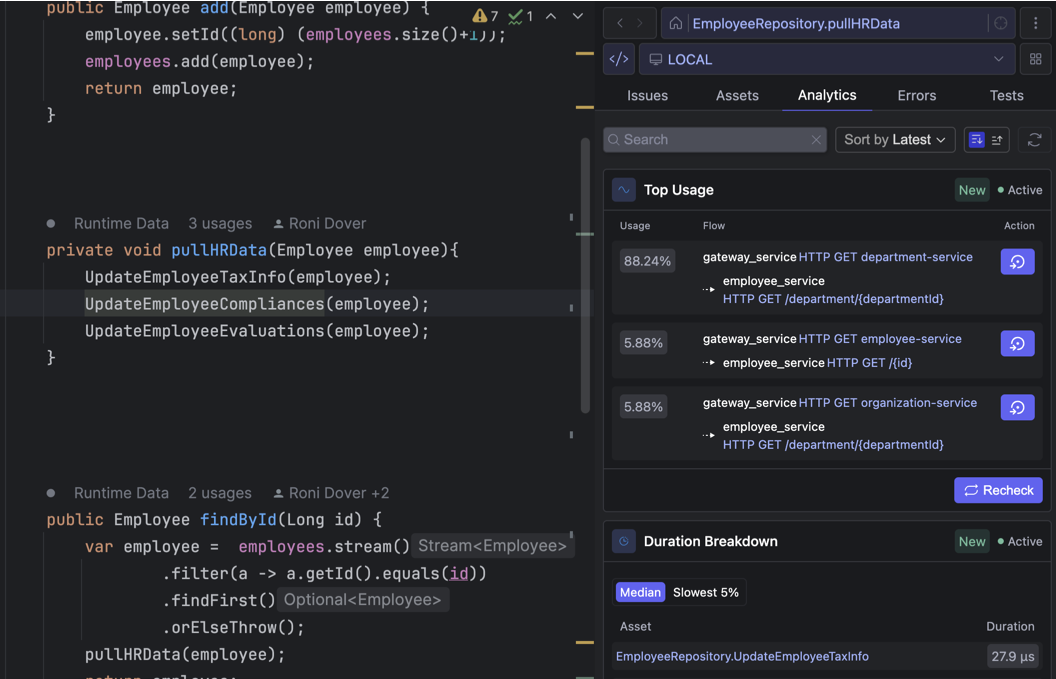 public Employee add(Employee employee) {
7 1
employee.setId((long) (employees.size()+1));
employees.add(employee);
return employee;
}
Runtime Data 3 usages Roni Dover
private void pullHRData(Employee employee){
UpdateEmployeeTaxInfo(employee);
UpdateEmployeeCompliances(employee);
UpdateEmployeeEvaluations(employee);
}
Runtime Data 2 usages Roni Dover +2
public Employee findById(Long id) {
var employee = employees.stream() Stream<Employee>
.filter(a -> a.getId().equals(id))
.findFirst() Optional<Employee>
.orElseThrow();
pullHRData(employee);
return employee;
EmployeeRepository.pullHRData
</> LOCAL
Issues Assets Analytics Errors Tests
Search Sort by Latest
Top Usage New Active
Usage Flow Action
88.24% gateway_service HTTP GET department-service
employee_service
HTTP GET /department/{departmentId}
5.88% gateway_service HTTP GET employee-service
employee_service HTTP GET /{id}
5.88% gateway_service HTTP GET organization-service
employee_service
HTTP GET /department/{departmentId}
Recheck
Duration Breakdown New Active
Median Slowest 5%
Asset Duration
EmployeeRepository.UpdateEmployeeTaxInfo 27.9 µs